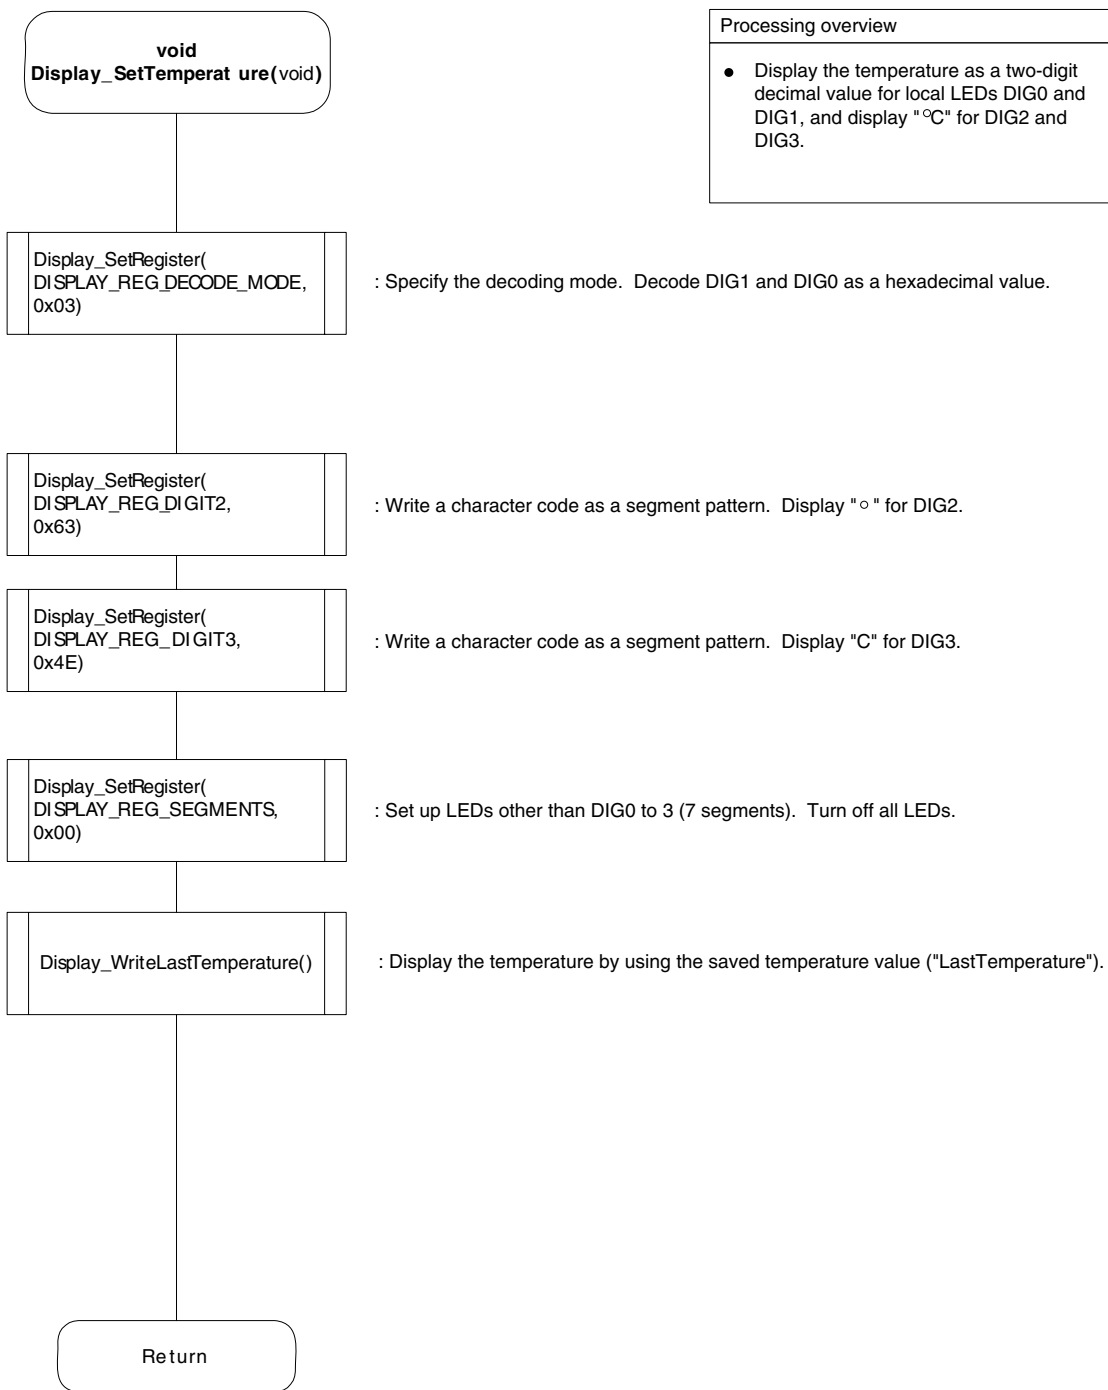 void
Display_SetTemperat ure(void)
Processing overview
● Display the temperature as a two-digit
decimal value for local LEDs DIG0 and
DIG1, and display "°C" for DIG2 and
DIG3.
Display_SetRegister(
DISPLAY_REG_DECODE_MODE,
0x03)
: Specify the decoding mode. Decode DIG1 and DIG0 as a hexadecimal value.
Display_SetRegister(
DISPLAY_REG_DIGIT2,
0x63)
: Write a character code as a segment pattern. Display "°" for DIG2.
Display_SetRegister(
DISPLAY_REG_DIGIT3,
0x4E)
: Write a character code as a segment pattern. Display "C" for DIG3.
Display_SetRegister(
DISPLAY_REG_SEGMENTS,
0x00)
: Set up LEDs other than DIG0 to 3 (7 segments). Turn off all LEDs.
Display_WriteLastTemperature()
: Display the temperature by using the saved temperature value ("LastTemperature").
Return